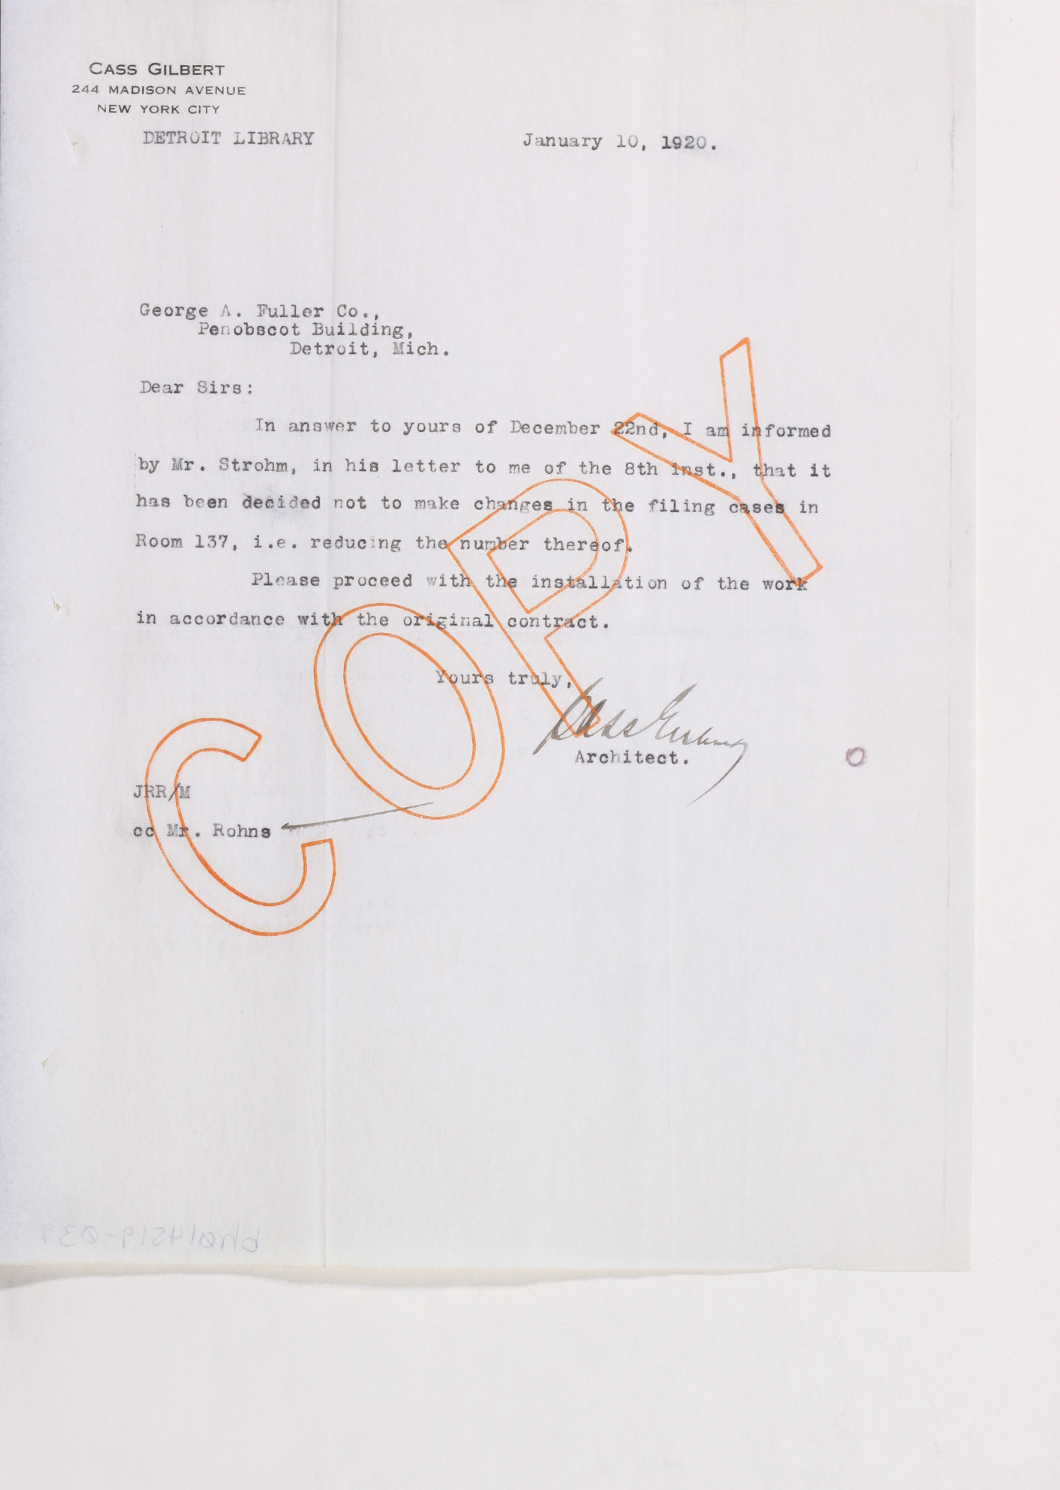 CASS GILBERT
244 MADISON AVENUE
NEW YORK CITY
DETROIT LIBRARY January 10, 1920.
George A. Fuller Co.,
Penobscot Building,
Detroit, Mich.
Dear Sirs:
In answer to yours of December 22nd, I am informed
by Mr. Strohm, in his letter to me of the 8th inst., that it
has been decided not to make changes in the filing cases in
Room 137, i.e. reducing the number thereof.
Please proceed with the installation of the work
in accordance with the original contract.
Yours truly,
Cass Gilbert
Architect.
JRR/M
cc Mr. Rohns
COPY
bha14519-039